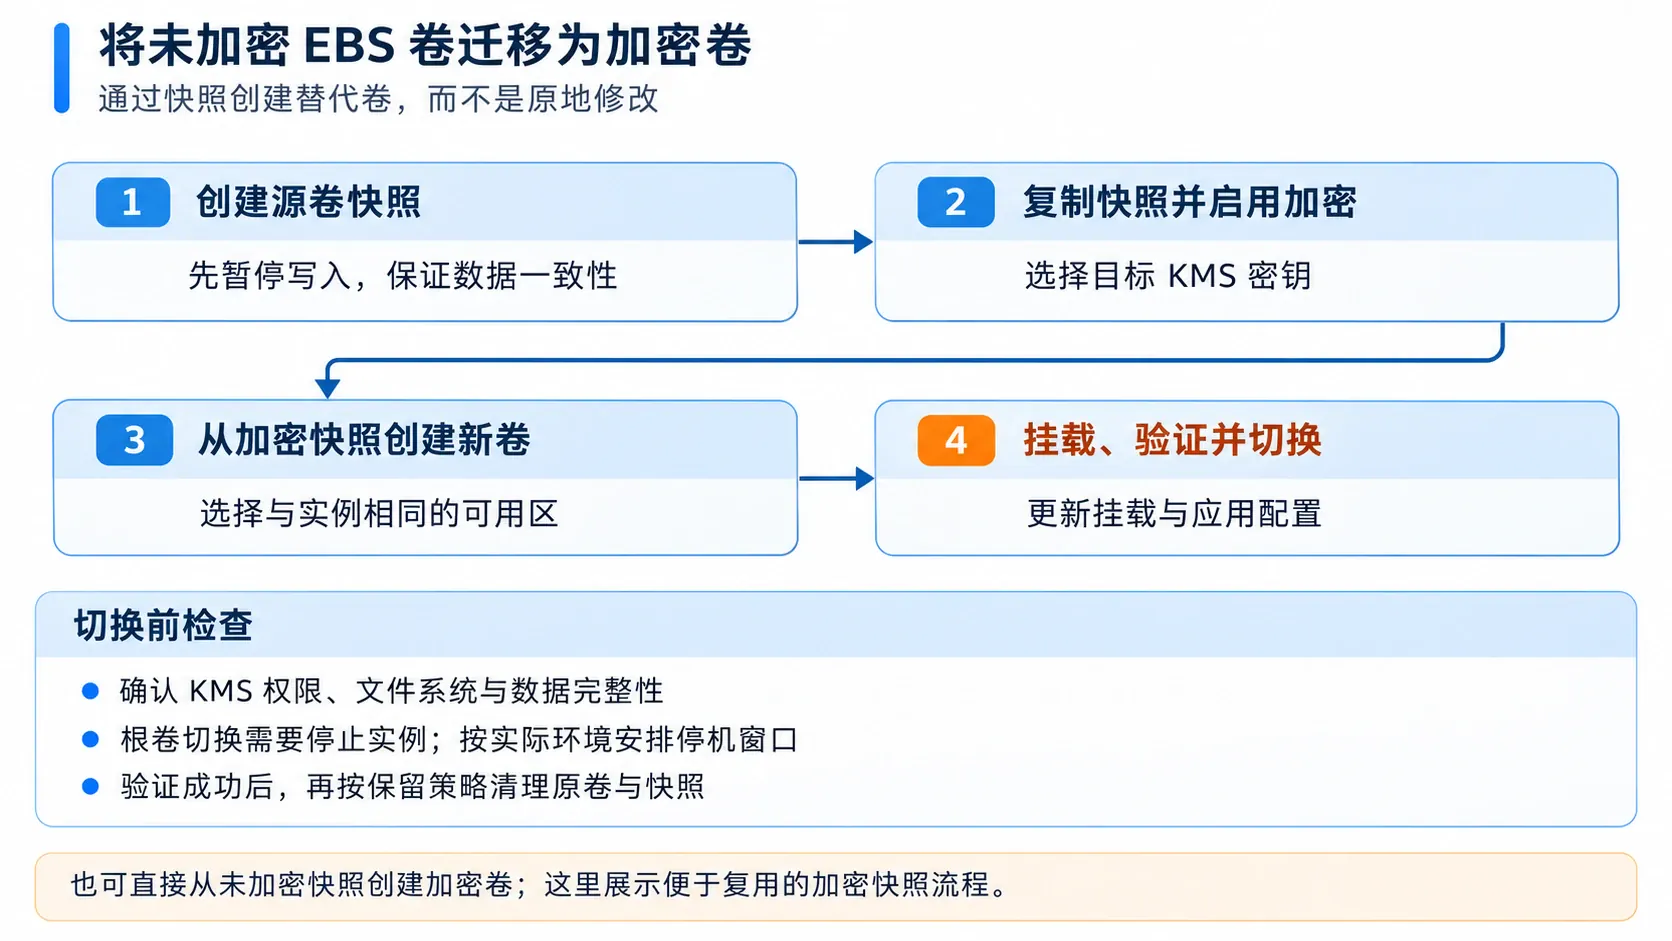 将未加密 EBS 卷迁移为加密卷
通过快照创建替代卷，而不是原地修改
1 创建源卷快照
先暂停写入，保证数据一致性
2 复制快照并启用加密
选择目标 KMS 密钥
3 从加密快照创建新卷
选择与实例相同的可用区
4 挂载、验证并切换
更新挂载与应用配置
切换前检查
确认 KMS 权限、文件系统与数据完整性
根卷切换需要停止实例；按实际环境安排停机窗口
验证成功后，再按保留策略清理原卷与快照
也可直接从未加密快照创建加密卷；这里展示便于复用的加密快照流程。